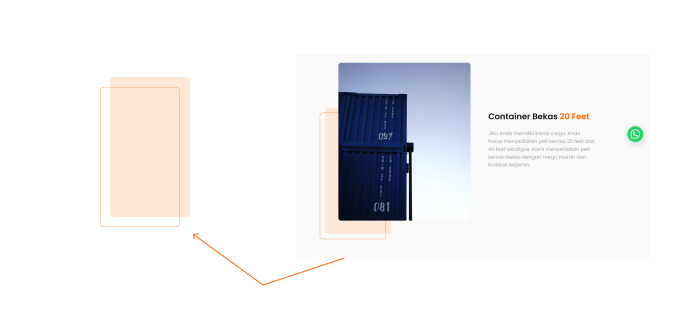 Container Bekas 20 Feet
Jika Anda memiliki bisnis cargo, Anda
harus menyediakan peti kemas 20 feet dan
40 feet sekaligus. Kami menyediakan peti
kemas bekas dengan harga murah dan
kualitas terjamin.
081